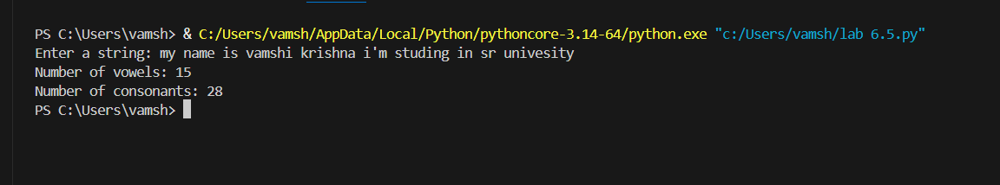 PS C:\Users\vamsh> & C:/Users/vamsh/AppData/Local/Python/pythoncore-3.14-64/python.exe "c:/Users/vamsh/lab 6.5.py"
Enter a string: my name is vamshi krishna i'm studing in sr univesity
Number of vowels: 15
Number of consonants: 28
PS C:\Users\vamsh>